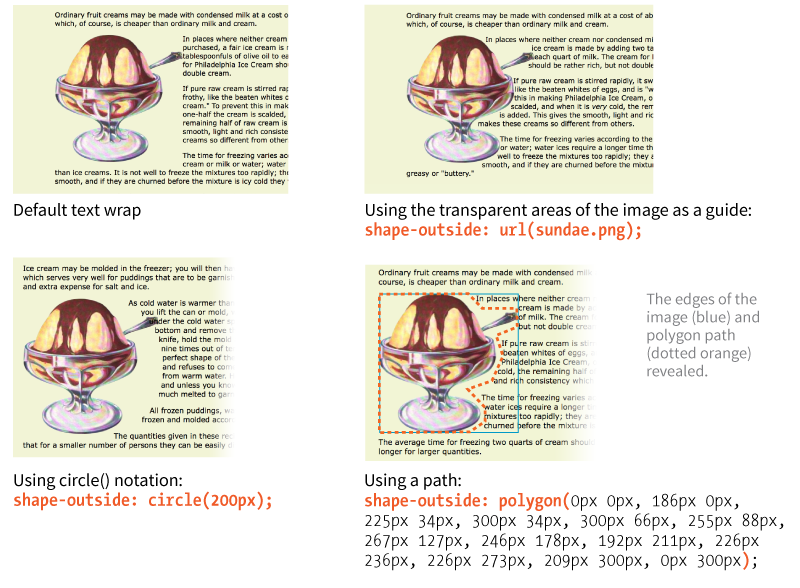 Ordinary fruit creams may be made with condensed milk at a cost o
which, of course, is cheaper than ordinary milk and cream.
In places where neither cream
purchased, a fair ice cream is
tablespoonfuls of olive oil to ea
for Philadelphia Ice Cream sho
double cream.
If pure raw cream is stirred rap
frothy, like the beaten whites o
cream." To prevent this in mak
one-half the cream is scalded,
remaining half of raw cream is
smooth, light and rich consiste
creams so different from other
The time for freezing varies acc
cream or milk or water; water
than ice creams. It is not well to freeze the mixtures too rapidly; the
smooth, and if they are churned before the mixture is icy cold they
Default text wrap
Ordinary fruit creams may be made with condensed milk at a cost of ab
which, of course, is cheaper than ordinary milk and cream.
In places where neither cream nor condensed mi
ice cream is made by adding two ta
each quart of milk. The cream for
should be rather rich, but not double
If pure raw cream is stirred rapidly, it sw
like the beaten whites of eggs, and is "w
this in making Philadelphia Ice Cream, o
scalded, and when it is very cold, the rem
is added. This gives the smooth, light and ric
makes these creams so different from others.
The time for freezing varies according to the
or water; water ices require a longer time th
well to freeze the mixtures too rapidly; they a
smooth, and if they are churned before the mixtu
greasy or "buttery."
Using the transparent areas of the image as a guide:
shape-outside: url(sundae.png);
Ice cream may be molded in the freezer; you will then ha
which serves very well for puddings that are to be garnis
and extra expense for salt and ice.
As cold water is warmer than
you lift the can or mold,
under the cold water
bottom and remove
knife, hold the mold
nine times out of
perfect shape of the
and refuses to com
from warm water,
and unless you kno
much melted to garn
All frozen puddings, wa
frozen and molded accor
The quantities given in these rec
that for a smaller number of persons they can be easily d
Using circle() notation:
shape-outside: circle(200px);
Ordinary fruit creams may be made with condensed milk
of course, is cheaper than ordinary milk and cream.
In places where neither cream
cream is made by a
of milk. The cream
but not double crea
If pure raw cream is stirr
beaten whites of eggs,
Philadelphia Ice Cream,
cold, the remaining half
and rich consistency which
The time for freezing varies
water ices require a longer t
mixtures too rapidly; they are
churned before the mixture
The average time for freezing two quarts of cream shou
longer for larger quantities.
The edges of the
image (blue) and
polygon path
(dotted orange)
revealed.
Using a path:
shape-outside: polygon(0px 0px, 186px 0px,
225px 34px, 300px 34px, 300px 66px, 255px 88px,
267px 127px, 246px 178px, 192px 211px, 226px
236px, 226px 273px, 209px 300px, 0px 300px);